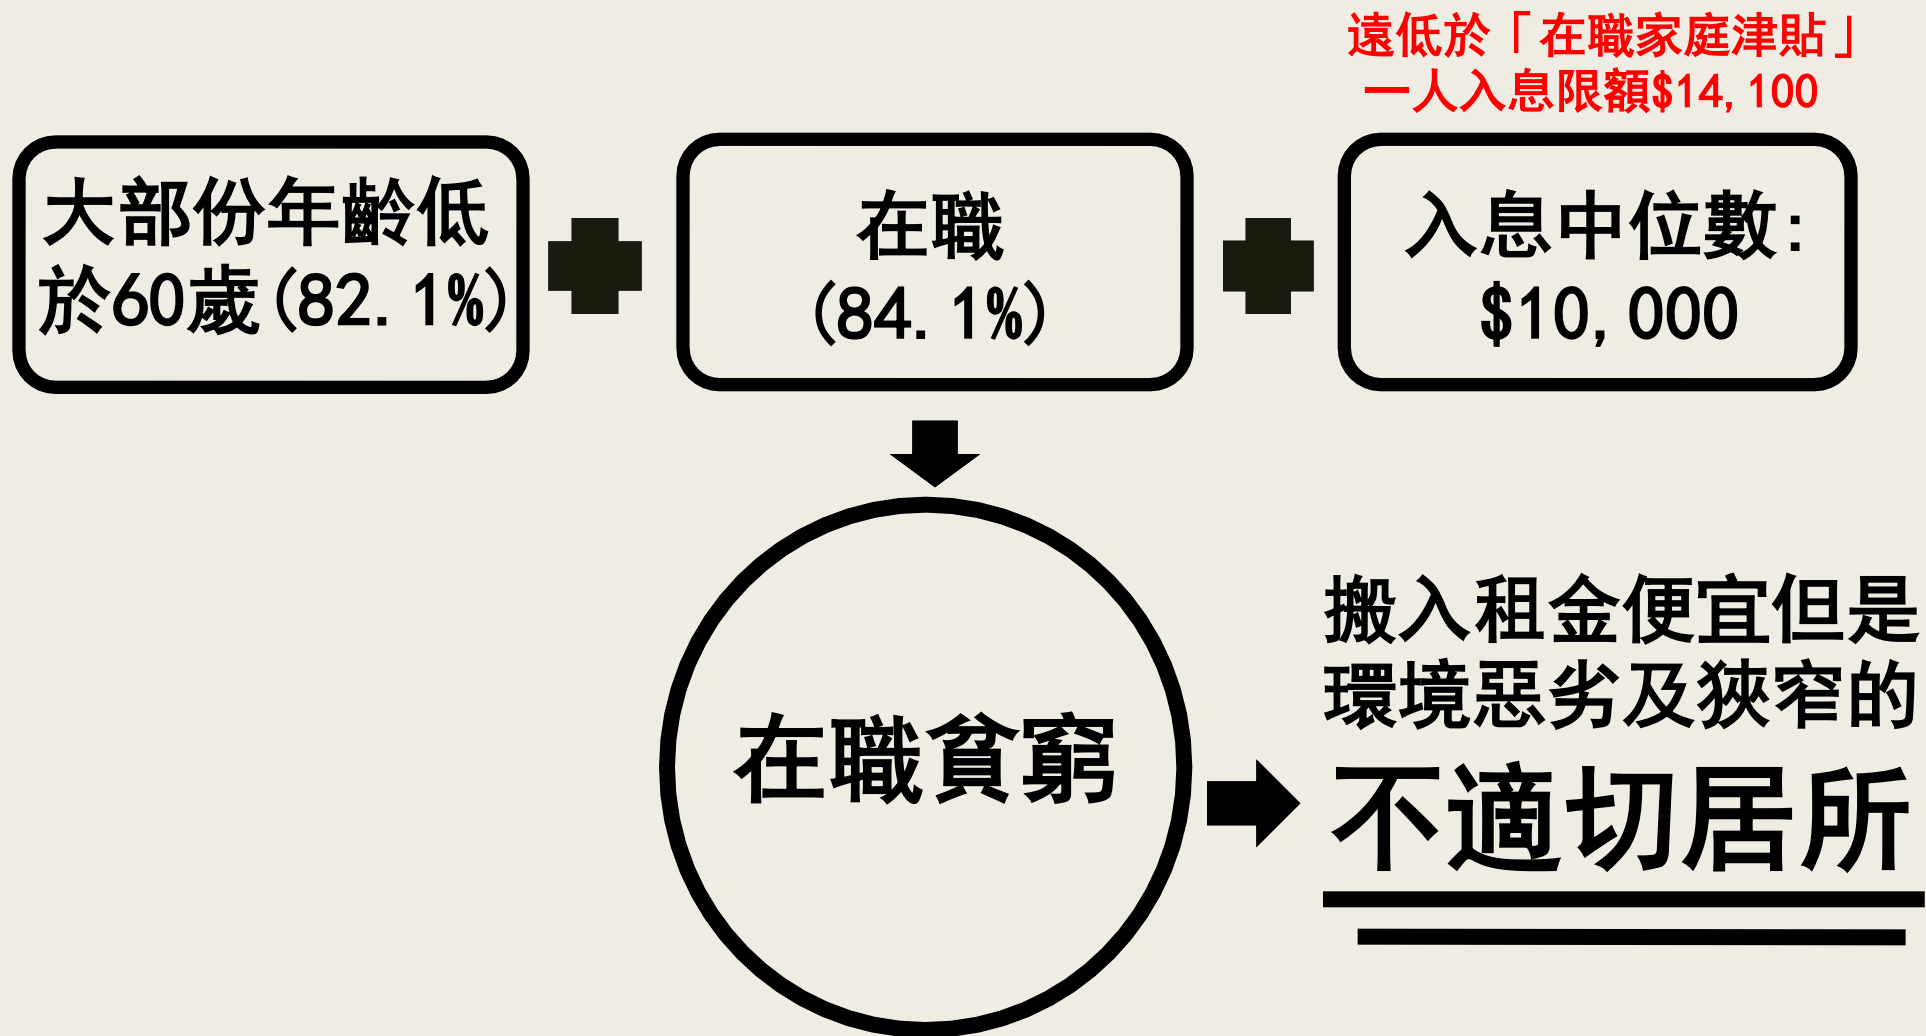 遠低於「在職家庭津貼」
一人入息限額$14,100
大部份年齡低
於60歲(82.1%)
在職
(84.1%)
入息中位數:
$10,000
在職貧窮
搬入租金便宜但是
環境惡劣及狹窄的
不適切居所